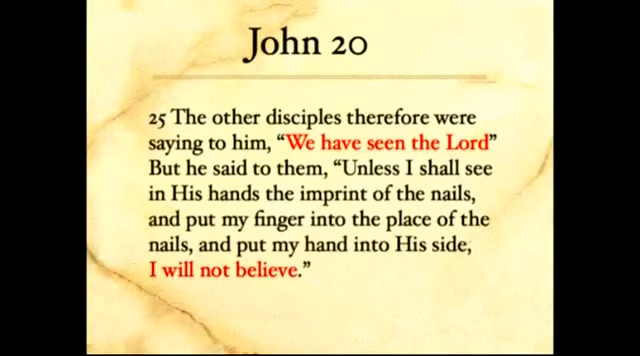 John 20
25 The other disciples therefore were
saying to him, “We have seen the Lord”
But he said to them, “Unless I shall see
in His hands the imprint of the nails,
and put my finger into the place of the
nails, and put my hand into His side,
I will not believe.”